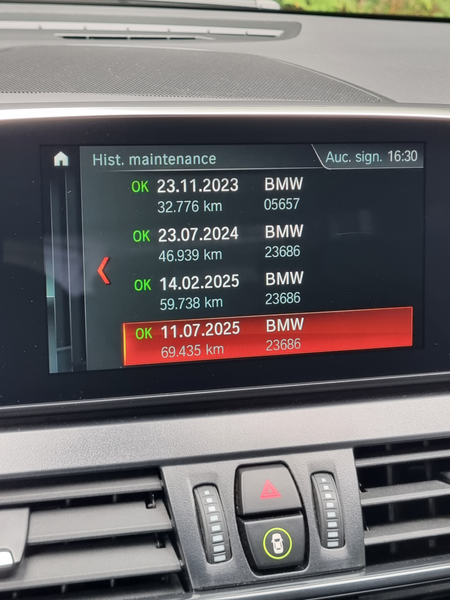 Hist. maintenance
Auc. sign. 16:30
OK 23.11.2023 BMW
32.776 km 05657
OK 23.07.2024 BMW
46.939 km 23686
OK 14.02.2025 BMW
59.738 km 23686
OK 11.07.2025 BMW
69.435 km 23686